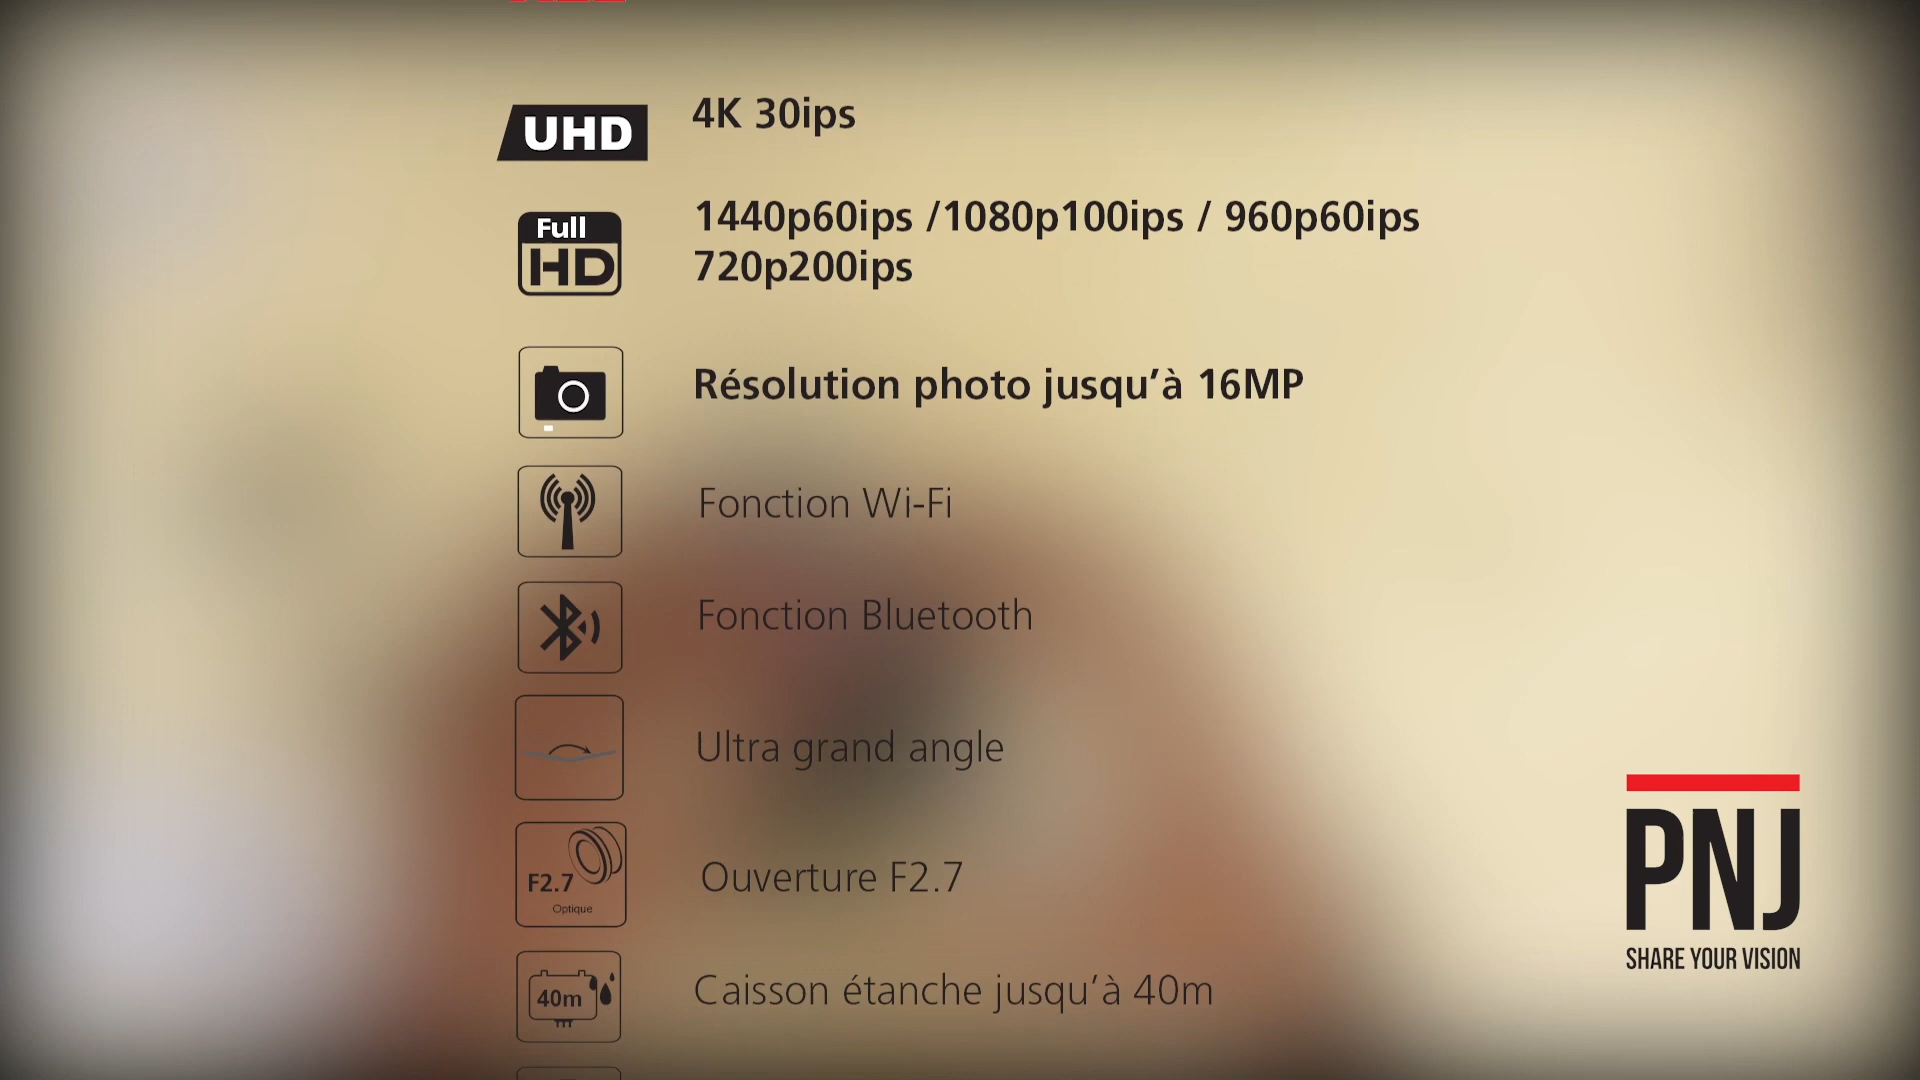 UHD
4K 30ips
Full
HD
1440p60ips /1080p100ips / 960p60ips
720p200ips
Résolution photo jusqu’à 16MP
Fonction Wi-Fi
Fonction Bluetooth
Ultra grand angle
F2.7
Optique
Ouverture F2.7
40m
Caisson étanche jusqu’à 40m
PNJ
SHARE YOUR VISION